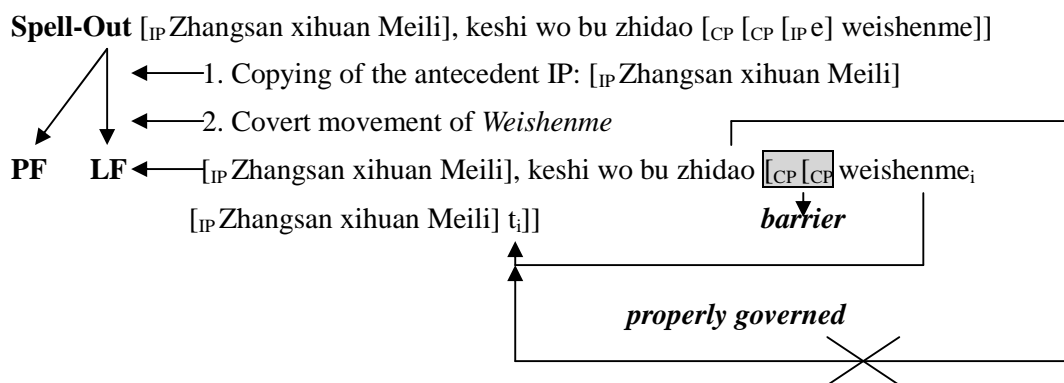 Spell-Out [IP Zhangsan xihuan Meili], keshi wo bu zhidao [CP [CP [IP e] weishenme]]
1. Copying of the antecedent IP: [IP Zhangsan xihuan Meili]
2. Covert movement of Weishenme
PF LF [IP Zhangsan xihuan Meili], keshi wo bu zhidao [CP [CP weishenmei
[IP Zhangsan xihuan Meili] ti]] barrier
properly governed